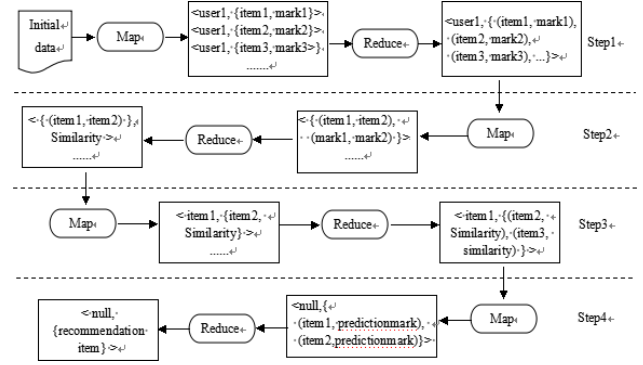 Initial
data
Map
<user1, {item1, mark1}>
<user1, {item2, mark2}>
<user1, {item3, mark3>}
.......
Reduce
<user1, { (item1, mark1),
(item2, mark2),
(item3, mark3), ...}>
Step1
< { (item1, item2) },
Similarity >
......
Reduce
< { (item1, item2),
(mark1, mark2) }>
......
Map
Step2
Map
<item1, {item2,
Similarity} >
......
Reduce
<item1, {(item2,
Similarity), (item3,
similarity) } >
Step3
< null,
{recommendation
item} >
Reduce
<null,{
(item1, predictionmark),
(item2,predictionmark)}>
Map
Step4